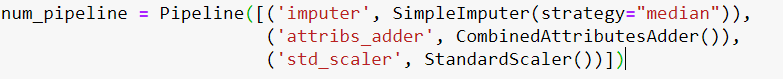 num_pipeline = Pipeline([('imputer', SimpleImputer(strategy="median")),
('attribs_adder', CombinedAttributesAdder()),
('std_scaler', StandardScaler())])